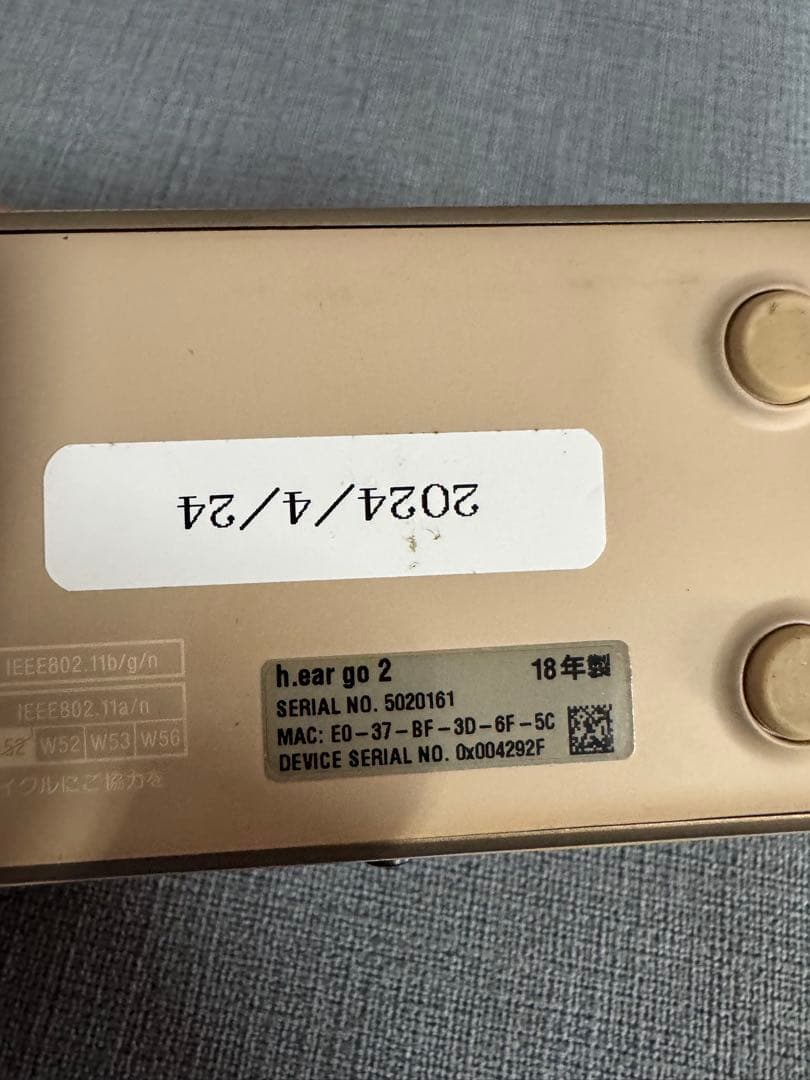 2024/4/24
IEEE802.11b/g/n
IEEE802.11a/n
W52 W53 W56
イクルにご協力を
h.ear go 2 18年製
SERIAL NO. 5020161
MAC: E0-37-BF-3D-6F-5C
DEVICE SERIAL NO. 0x004292F